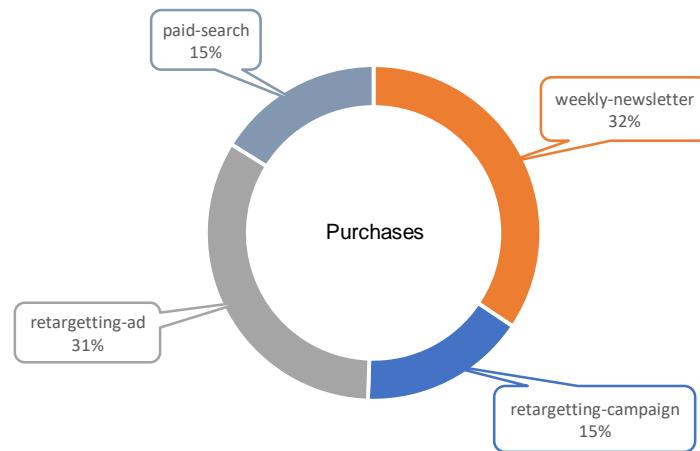 paid-search
15%
weekly-newsletter
32%
Purchases
retargetting-ad
31%
retargetting-campaign
15%